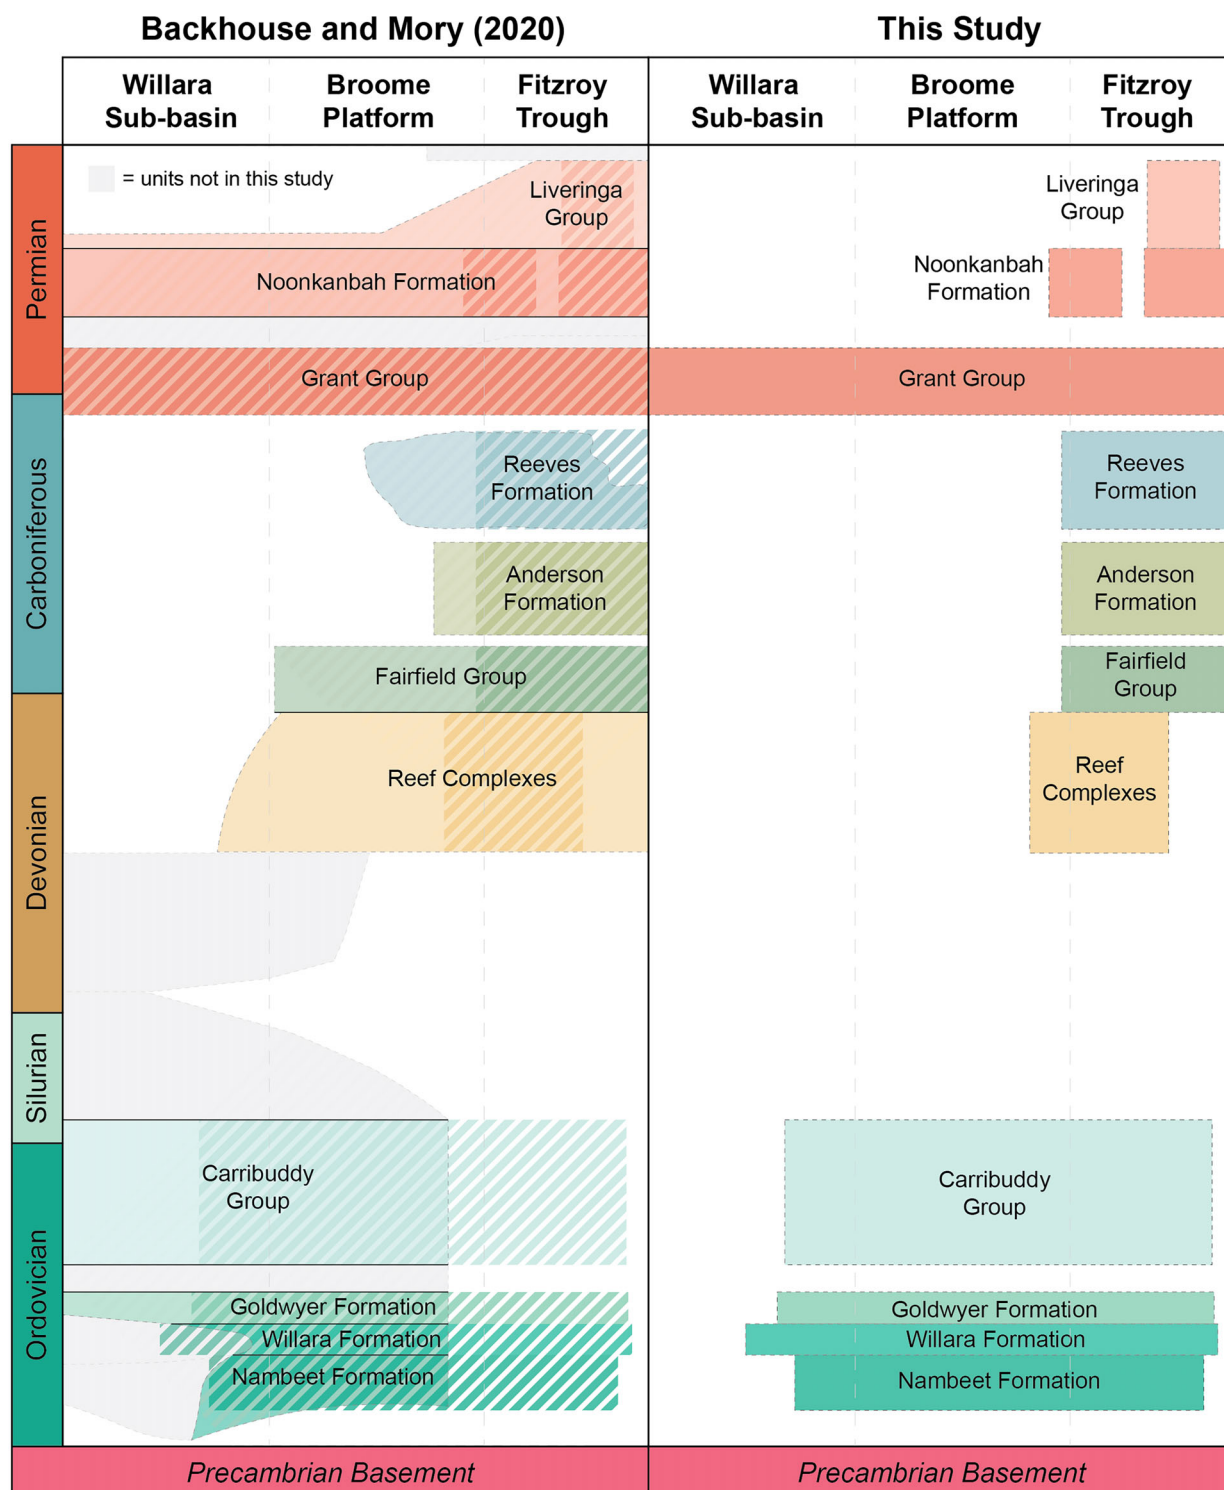 Backhouse and Mory (2020)
This Study
Willara
Sub-basin
Broome
Platform
Fitzroy
Trough
Willara
Sub-basin
Broome
Platform
Fitzroy
Trough
Permian
Carboniferous
Devonian
Silurian
Ordovician
= units not in this study
Liveringa
Group
Noonkanbah Formation
Grant Group
Reeves
Formation
Anderson
Formation
Fairfield Group
Reef Complexes
Carribuddy
Group
Goldwyer Formation
Willara Formation
Nambeet Formation
Precambrian Basement
Liveringa
Group
Noonkanbah
Formation
Grant Group
Reeves
Formation
Anderson
Formation
Fairfield
Group
Reef
Complexes
Carribuddy
Group
Goldwyer Formation
Willara Formation
Nambeet Formation
Precambrian Basement